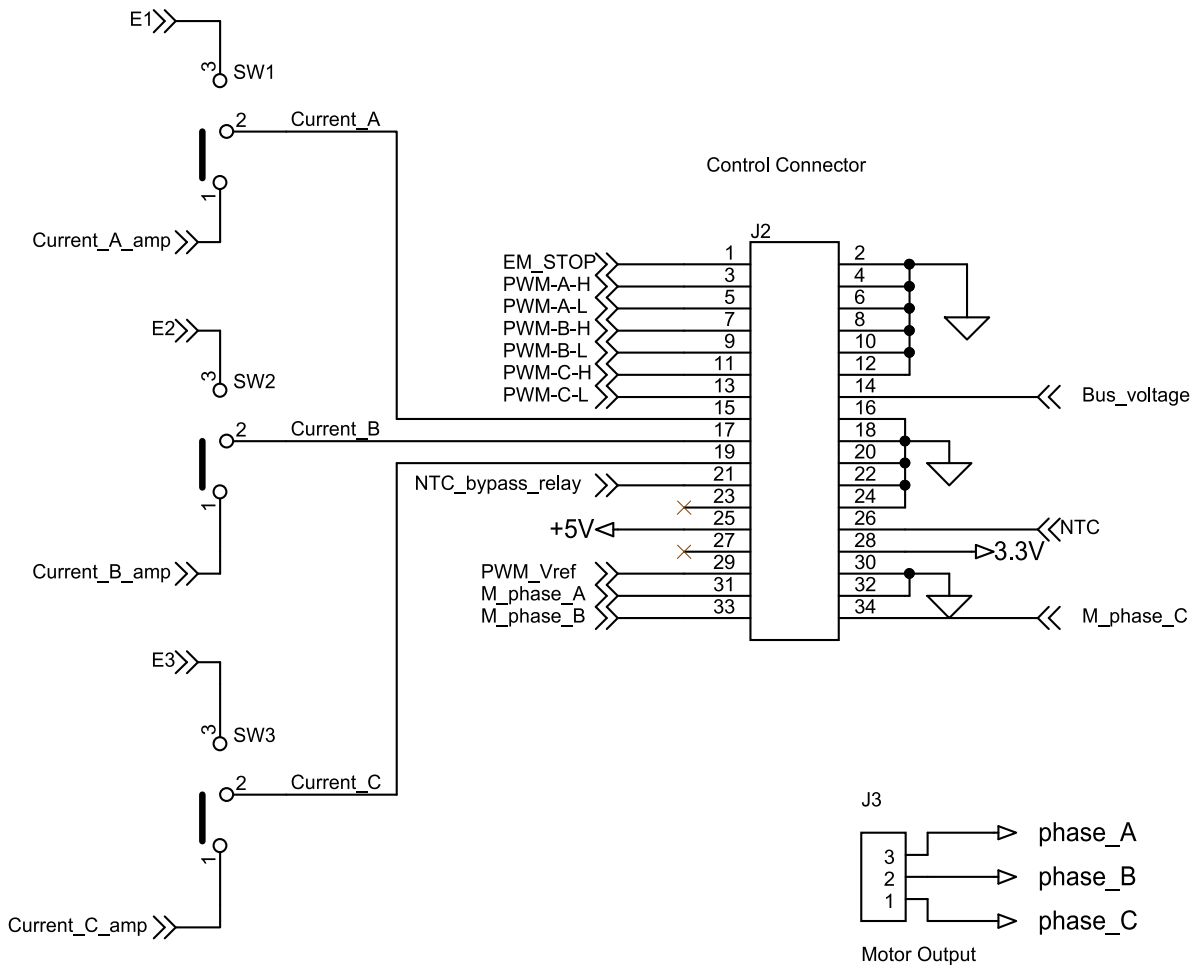 E1
3
SW1
2
Current_A
1
Current_A_amp
E2
3
SW2
2
Current_B
1
Current_B_amp
E3
3
SW3
2
Current_C
1
Current_C_amp
Control Connector
J2
EM_STOP 1 2
PWM-A-H 3 4
PWM-A-L 5 6
PWM-B-H 7 8
PWM-B-L 9 10
PWM-C-H 11 12
PWM-C-L 13 14 Bus_voltage
15 16
17 18
19 20
NTC_bypass_relay 21 22
23 24
+5V 25 26 NTC
27 28 3.3V
PWM_Vref 29 30
M_phase_A 31 32
M_phase_B 33 34 M_phase_C
J3
3 phase_A
2 phase_B
1 phase_C
Motor Output